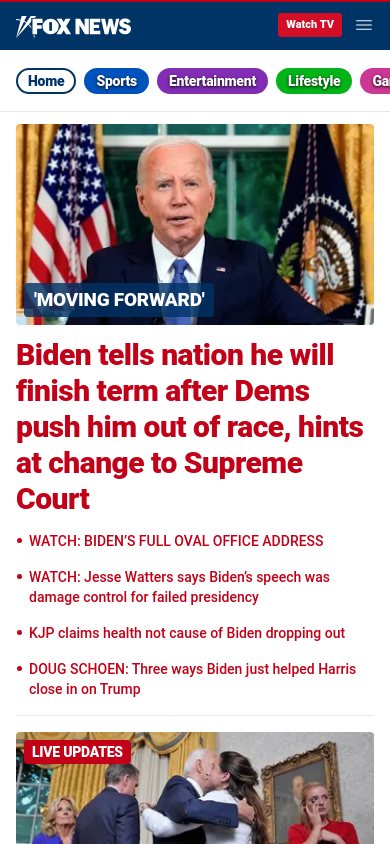 FOX NEWS
Watch TV
Home
Sports
Entertainment
Lifestyle
'MOVING FORWARD'
Biden tells nation he will
finish term after Dems
push him out of race, hints
at change to Supreme
Court
WATCH: BIDEN’S FULL OVAL OFFICE ADDRESS
WATCH: Jesse Watters says Biden’s speech was
damage control for failed presidency
KJP claims health not cause of Biden dropping out
DOUG SCHOEN: Three ways Biden just helped Harris
close in on Trump
LIVE UPDATES